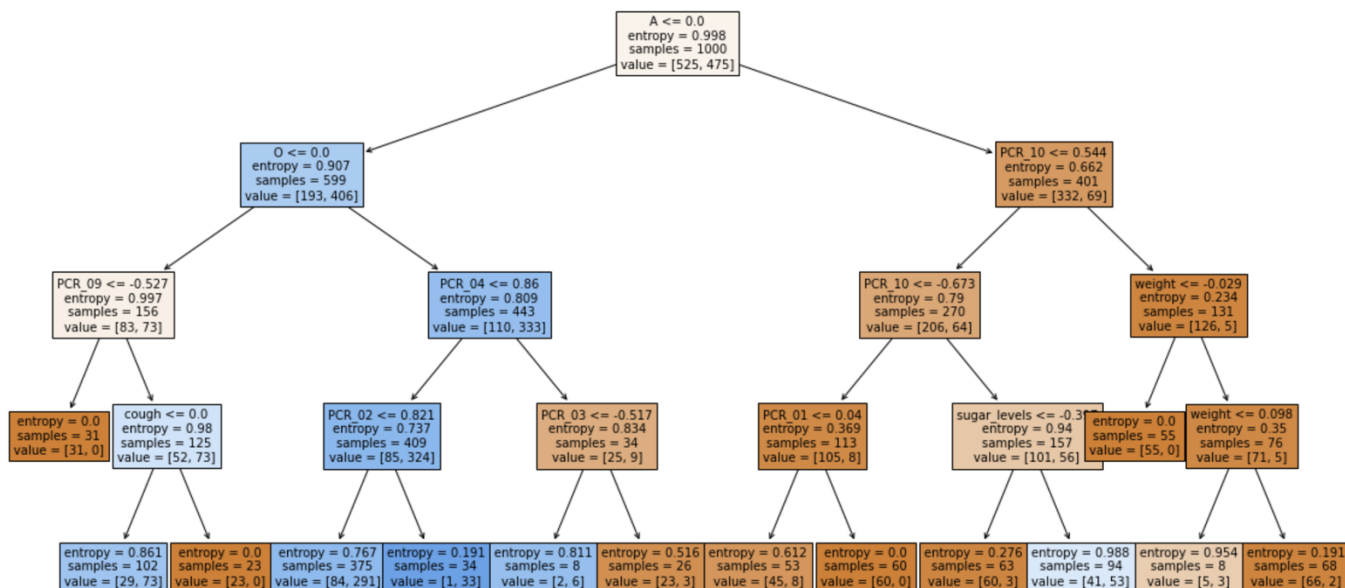 A <= 0.0
entropy = 0.998
samples = 1000
value = [525, 475]
O <= 0.0
entropy = 0.907
samples = 599
value = [193, 406]
PCR_10 <= 0.544
entropy = 0.662
samples = 401
value = [332, 69]
PCR_09 <= -0.527
entropy = 0.997
samples = 156
value = [83, 73]
PCR_04 <= 0.86
entropy = 0.809
samples = 443
value = [110, 333]
PCR_10 <= -0.673
entropy = 0.79
samples = 270
value = [206, 64]
weight <= -0.029
entropy = 0.234
samples = 131
value = [126, 5]
entropy = 0.0
samples = 31
value = [31, 0]
cough <= 0.0
entropy = 0.98
samples = 125
value = [52, 73]
PCR_02 <= 0.821
entropy = 0.737
samples = 409
value = [85, 324]
PCR_03 <= -0.517
entropy = 0.834
samples = 34
value = [25, 9]
PCR_01 <= 0.04
entropy = 0.369
samples = 113
value = [105, 8]
sugar_levels <=
entropy = 0.94
samples = 157
value = [101, 56]
entropy = 0.0
samples = 55
value = [55, 0]
weight <= 0.098
entropy = 0.35
samples = 76
value = [71, 5]
entropy = 0.861
samples = 102
value = [29, 73]
entropy = 0.0
samples = 23
value = [23, 0]
entropy = 0.767
samples = 375
value = [84, 291]
entropy = 0.191
samples = 34
value = [1, 33]
entropy = 0.811
samples = 8
value = [2, 6]
entropy = 0.516
samples = 26
value = [23, 3]
entropy = 0.612
samples = 53
value = [45, 8]
entropy = 0.0
samples = 60
value = [60, 0]
entropy = 0.276
samples = 63
value = [60, 3]
entropy = 0.988
samples = 94
value = [41, 53]
entropy = 0.954
samples = 8
value = [5, 3]
entropy = 0.191
samples = 68
value = [66, 2]